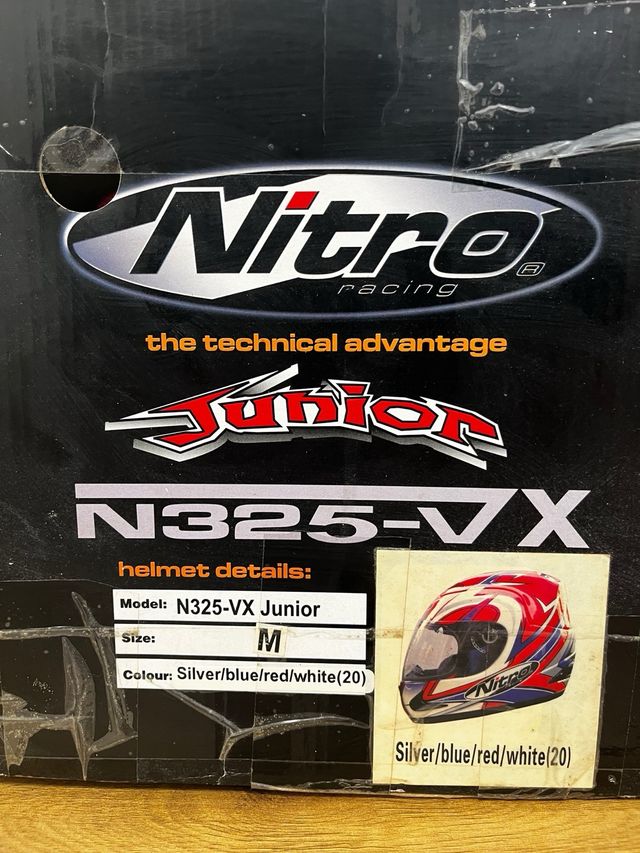 Nitro®
racing
the technical advantage
Junior
N325-VX
helmet details:
Model: N325-VX Junior
Size: M
Colour: Silver/blue/red/white(20)
Nitro
Silver/blue/red/white(20)